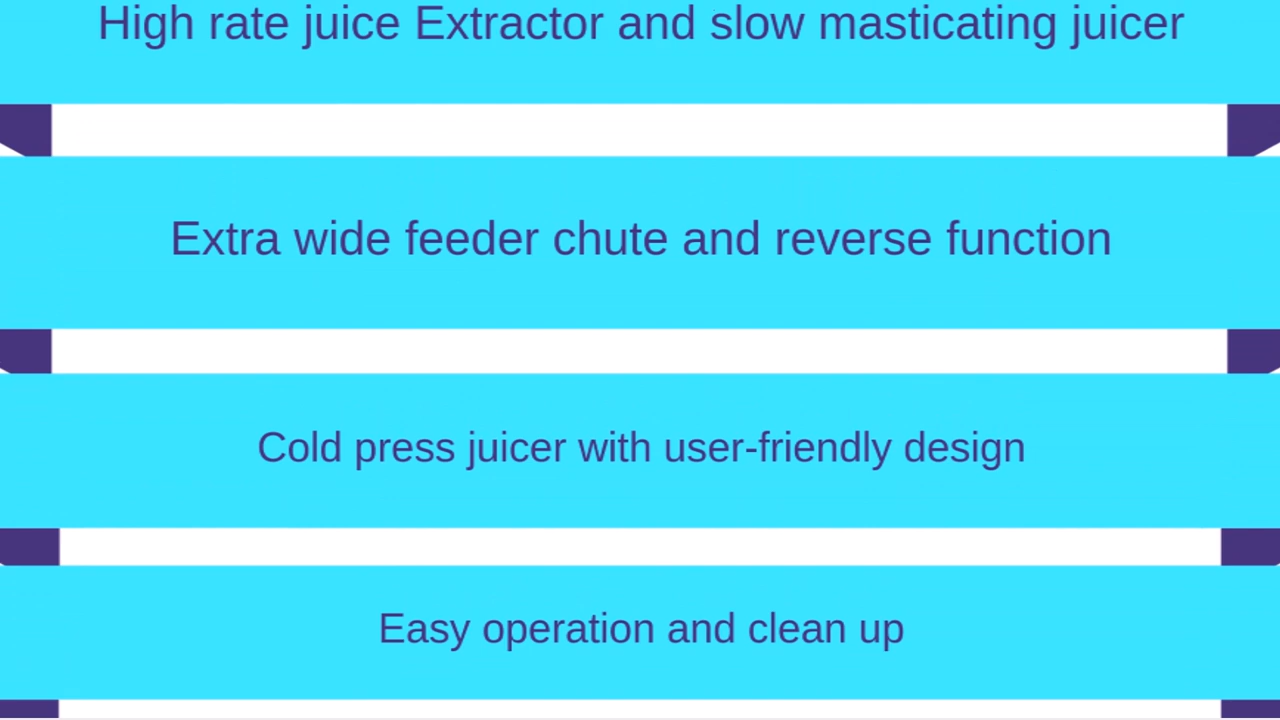 High rate juice Extractor and slow masticating juicer
Extra wide feeder chute and reverse function
Cold press juicer with user-friendly design
Easy operation and clean up